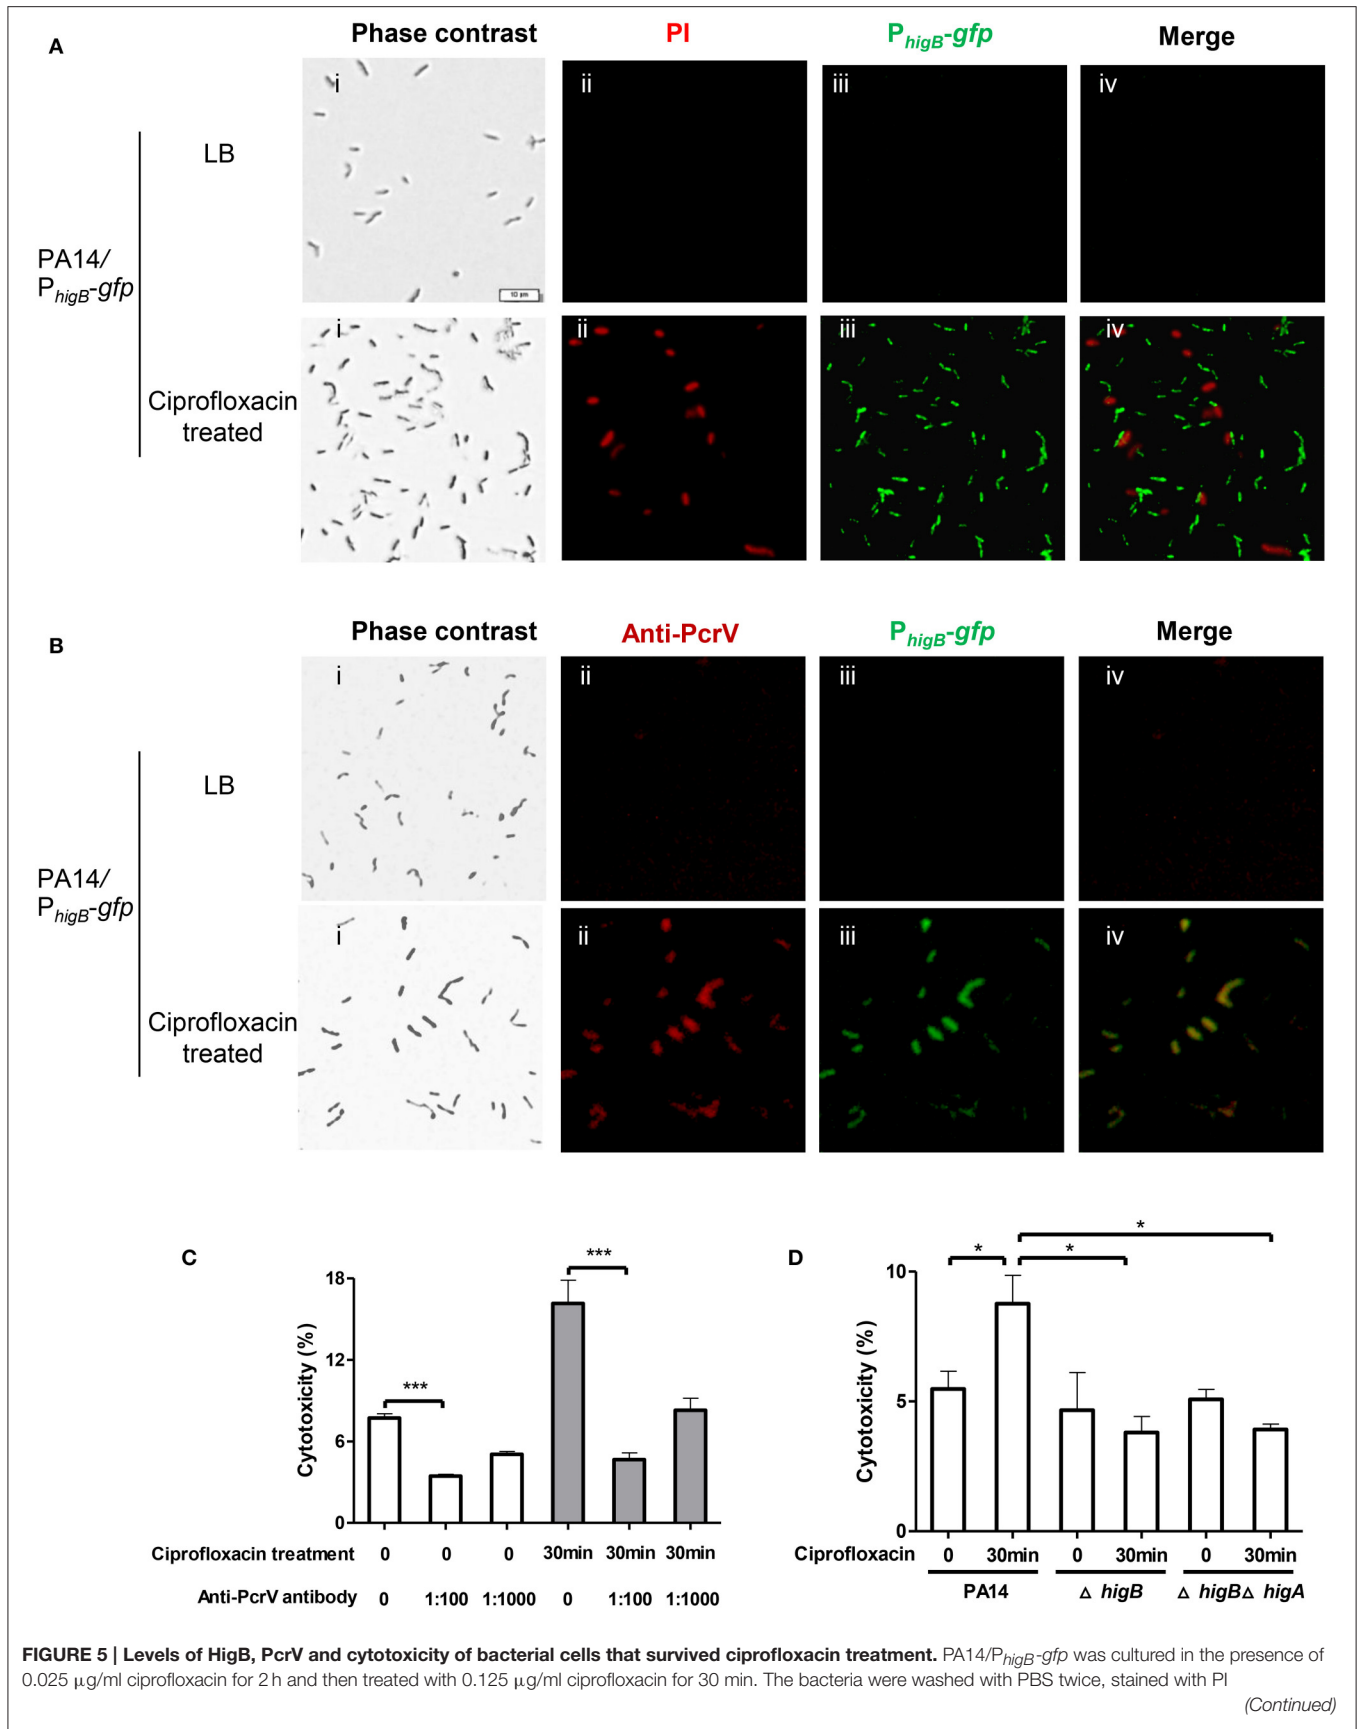 A
Phase contrast PI PhigB-gfp Merge
i ii iii iv
LB
10 µm
PA14/
PhigB-gfp
i ii iii iv
Ciprofloxacin
treated
B
Phase contrast Anti-PcrV PhigB-gfp Merge
i ii iii iv
LB
PA14/
PhigB-gfp
i ii iii iv
Ciprofloxacin
treated
C
Cytotoxicity (%)
18
12
6
0
*** ***
Ciprofloxacin treatment 0 0 0 30min 30min 30min
Anti-PcrV antibody 0 1:100 1:1000 0 1:100 1:1000
D
Cytotoxicity (%)
10
5
0
* * *
Ciprofloxacin 0 30min 0 30min 0 30min
PA14 Δ higB Δ higBΔ higA
FIGURE 5 | Levels of HigB, PcrV and cytotoxicity of bacterial cells that survived ciprofloxacin treatment. PA14/PhigB-gfp was cultured in the presence of
0.025 µg/ml ciprofloxacin for 2 h and then treated with 0.125 µg/ml ciprofloxacin for 30 min. The bacteria were washed with PBS twice, stained with PI
(Continued)